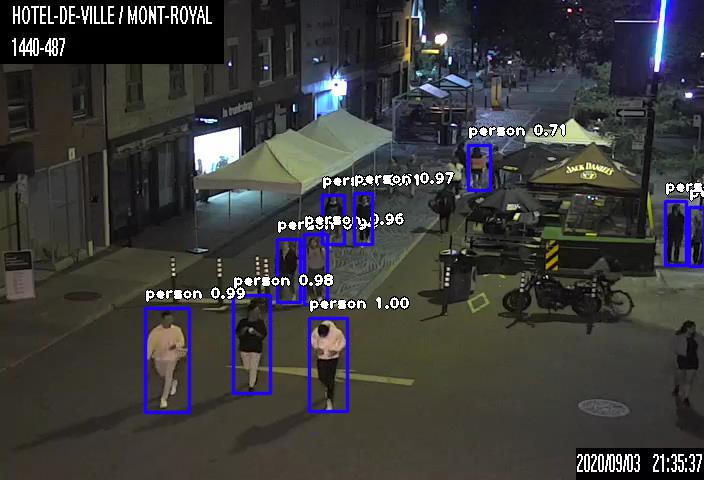 HOTEL-DE-VILLE / MONT-ROYAL
1440-487
person 0.71
person 0.97
0.96
person 0.98
person 0.99
person 1.00
JACK DANIEL'S
2020/09/03 21:35:37